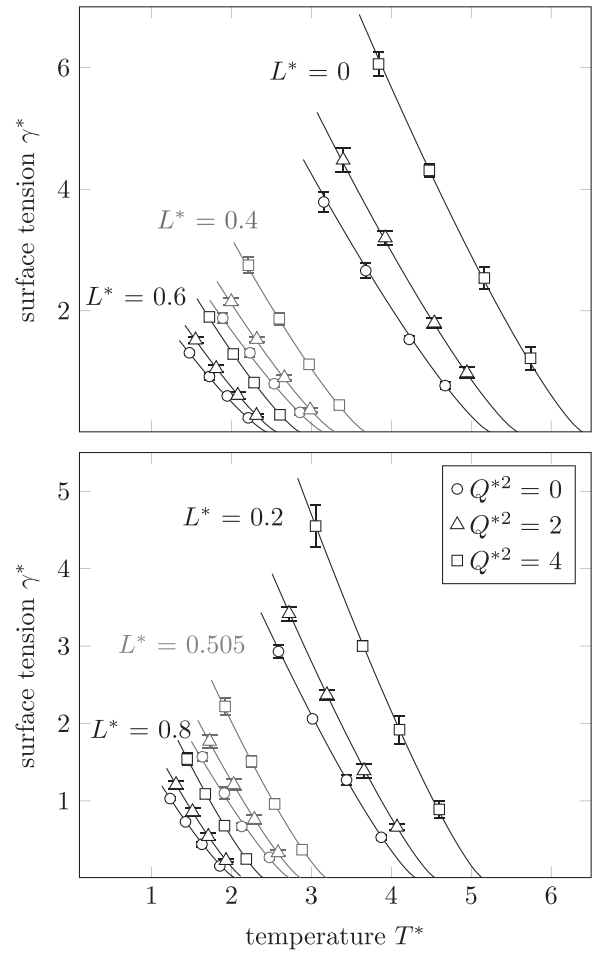 6
L* = 0
4
L* = 0.4
L* = 0.6
2
surface tension γ*
5
L* = 0.2
Q*² = 0
Q*² = 2
Q*² = 4
4
3
L* = 0.505
2
L* = 0.8
1
surface tension γ*
1 2 3 4 5 6
temperature T*